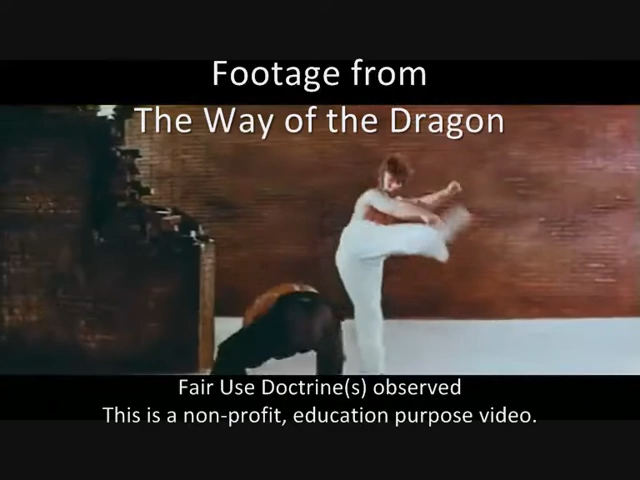 Footage from
The Way of the Dragon
Fair Use Doctrine(s) observed
This is a non-profit, education purpose video.